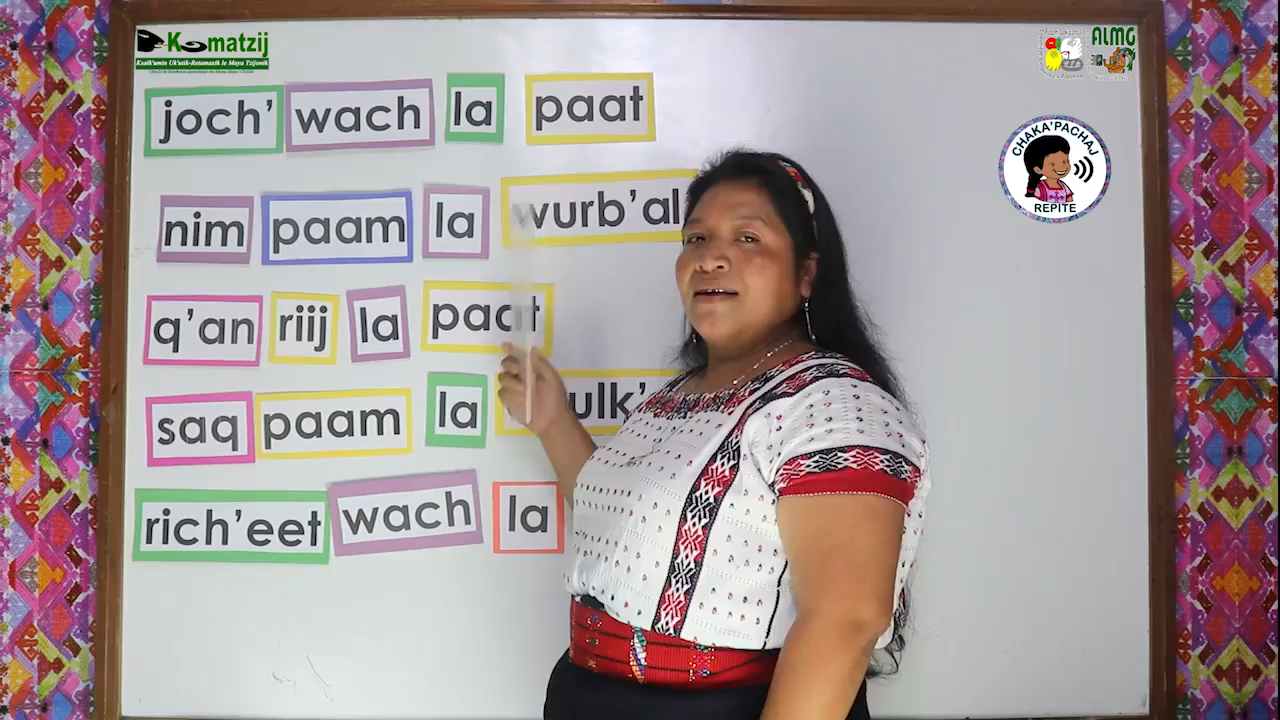 Komatzij
ALMG
CHAKA'PACHAJ
REPITE
joch' wach la paat
nim paam la wurb'al
q'an riij la paat
saq paam la
rich'eet wach la